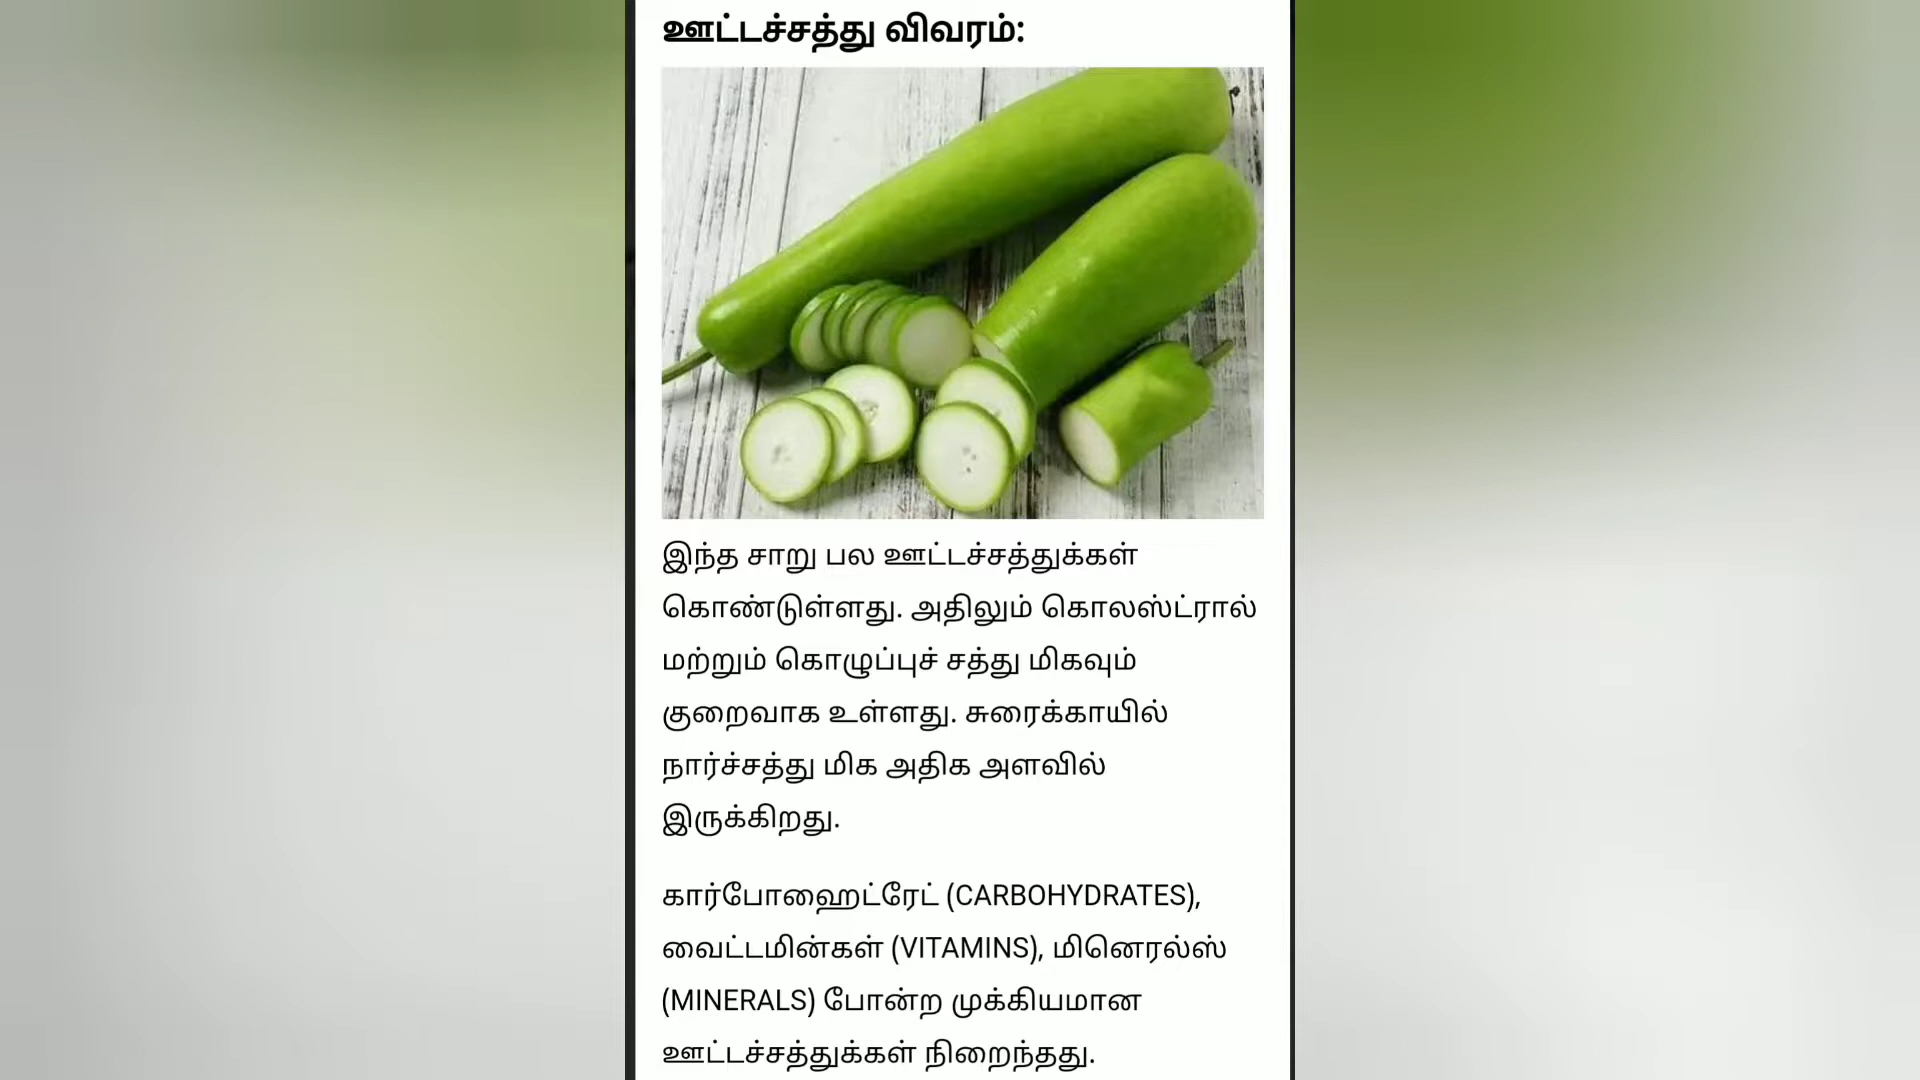 ஊட்டச்சத்து விவரம்:
இந்த சாறு பல ஊட்டச்சத்துக்கள்
கொண்டுள்ளது. அதிலும் கொலஸ்ட்ரால்
மற்றும் கொழுப்புச் சத்து மிகவும்
குறைவாக உள்ளது. சுரைக்காயில்
நார்ச்சத்து மிக அதிக அளவில்
இருக்கிறது.
கார்போஹைட்ரேட் (CARBOHYDRATES),
வைட்டமின்கள் (VITAMINS), மினெரல்ஸ்
(MINERALS) போன்ற முக்கியமான
ஊட்டச்சத்துக்கள் நிறைந்தது.